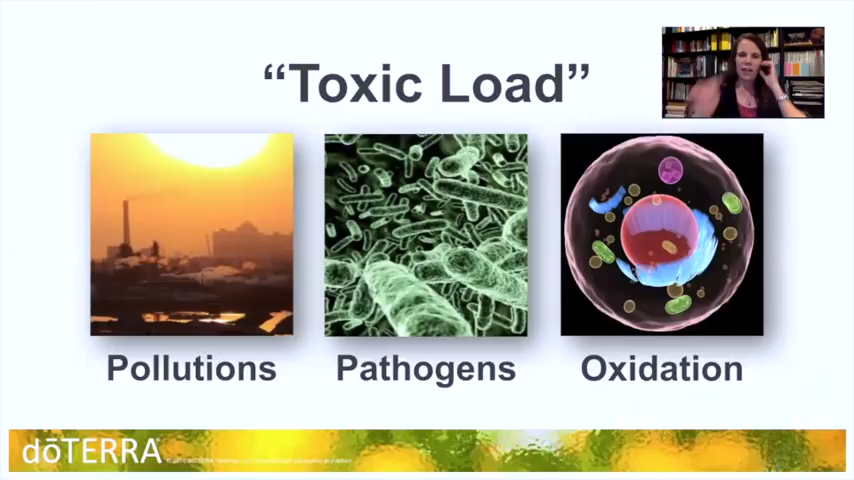 “Toxic Load”
Pollutions
Pathogens
Oxidation
dōTERRA